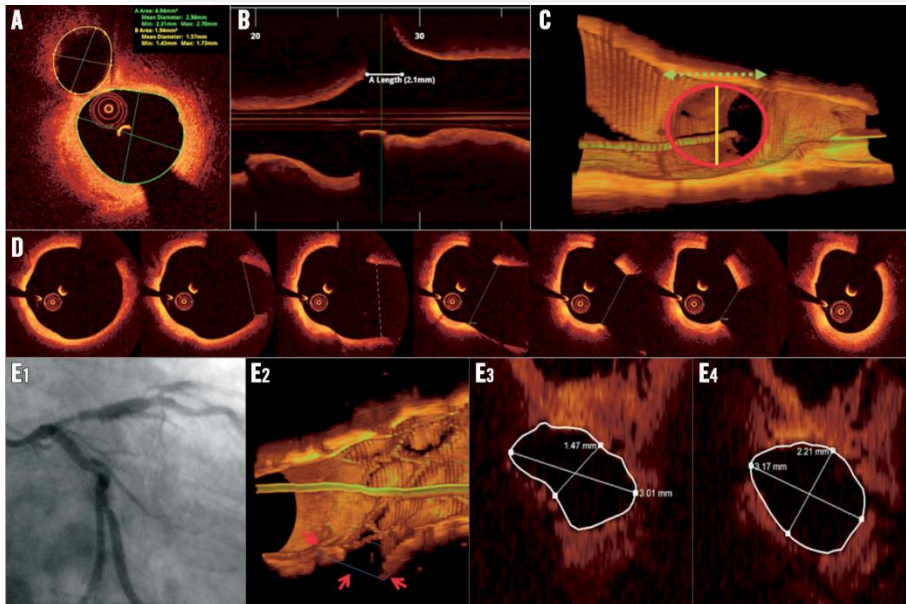 A
A Area: 4.94mm²
Mean Diameter: 2.50mm
Min: 2.31mm Max: 2.70mm
B Area: 1.94mm²
Mean Diameter: 1.57mm
Min: 1.43mm Max: 1.73mm
B
20
30
A Length (2.1mm)
C
D
E1
E2
E3
1.47 mm
3.01 mm
E4
2.21 mm
3.17 mm